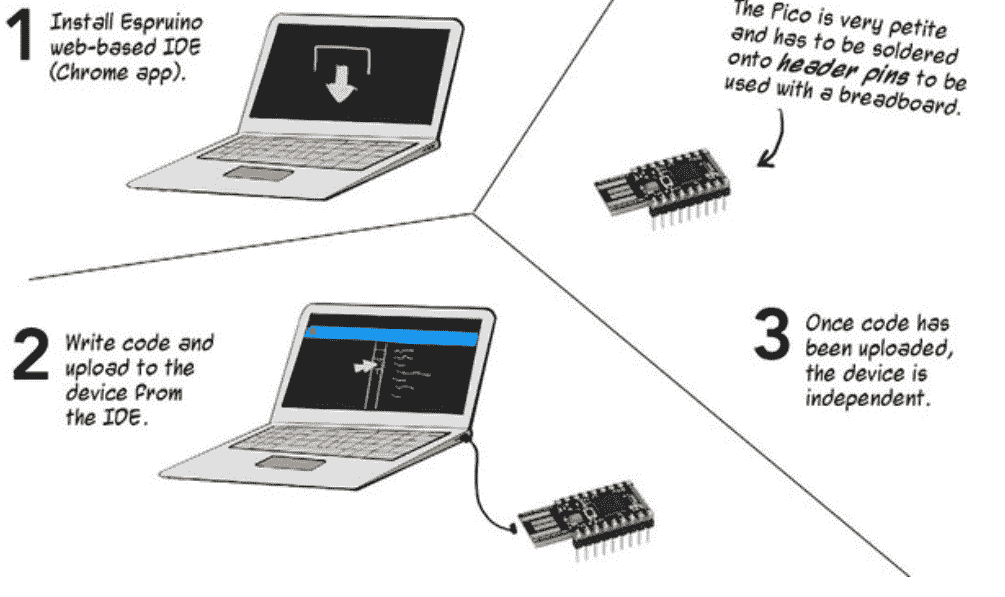 1 Install Espruino
web-based IDE
(Chrome app).
The Pico is very petite
and has to be soldered
onto header pins to be
used with a breadboard.
2 Write code and
upload to the
device from
the IDE.
3 Once code has
been uploaded,
the device is
independent.